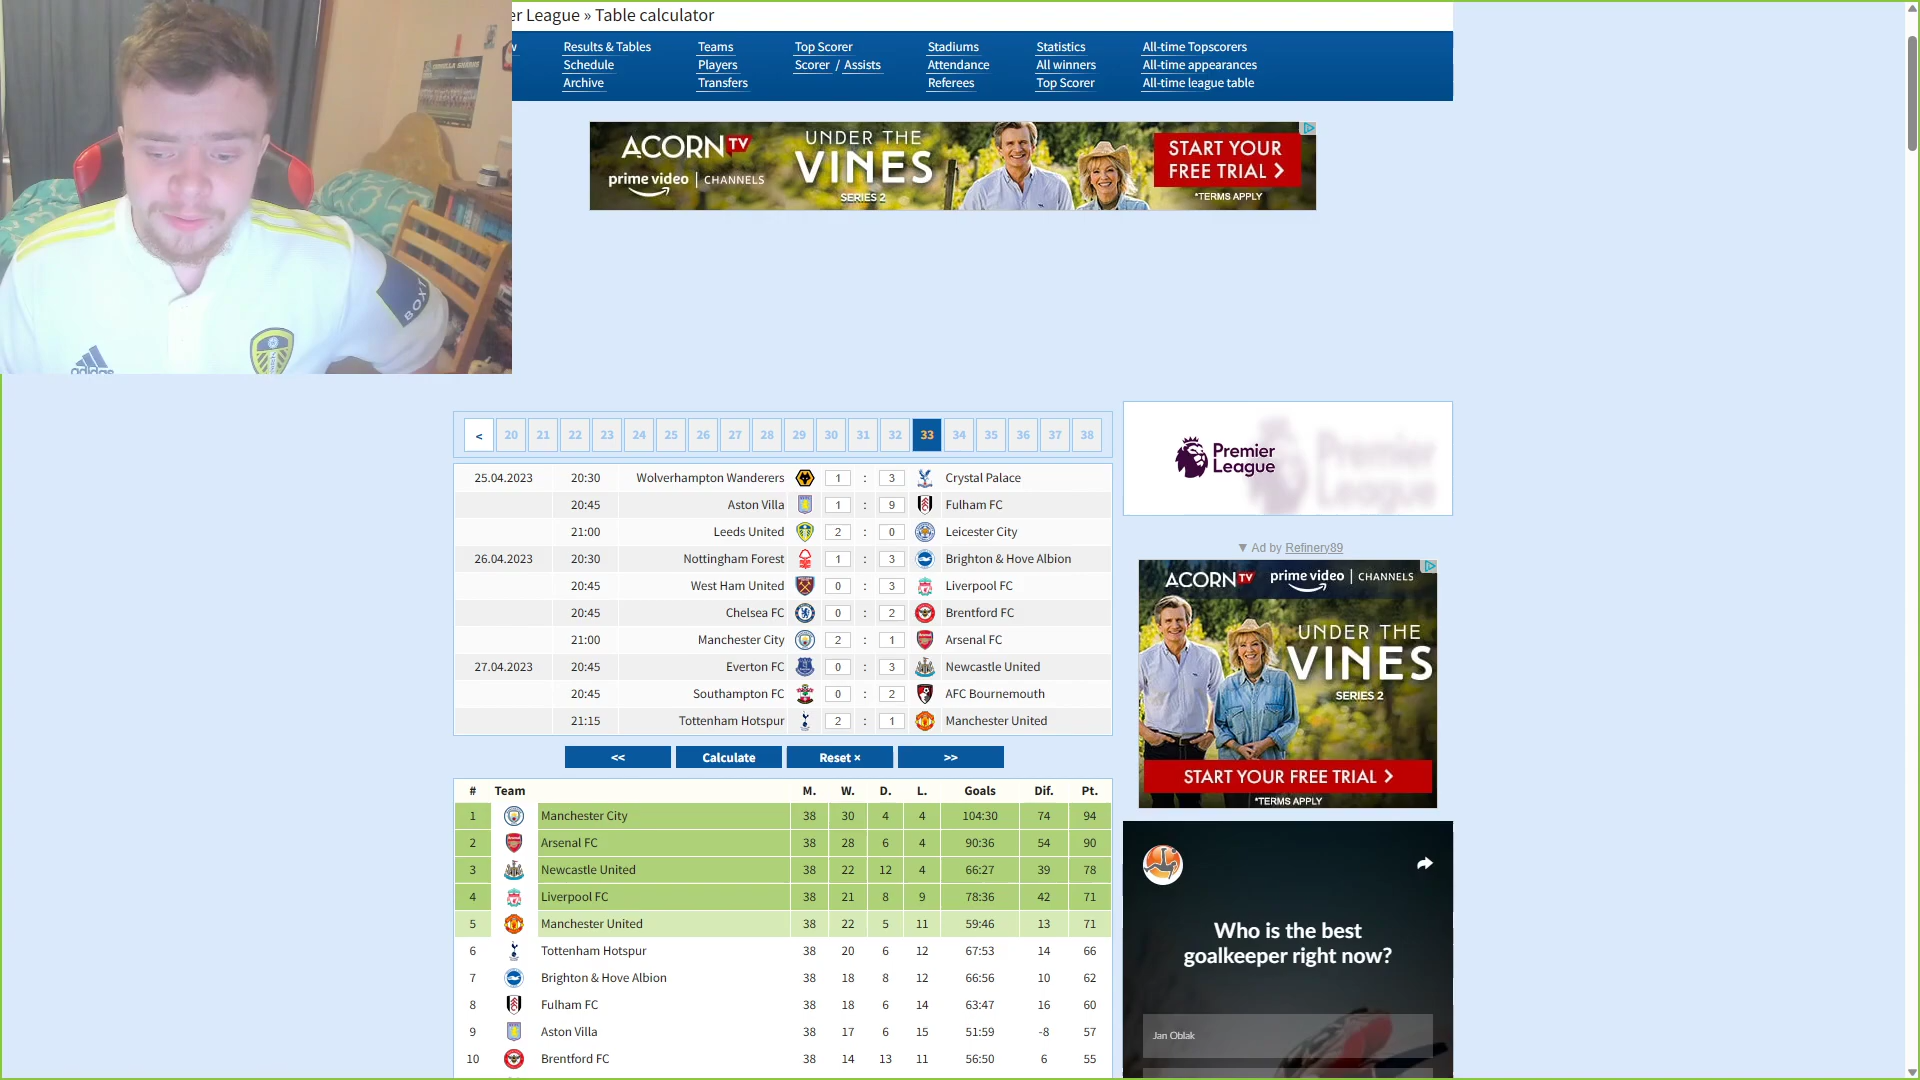 er League » Table calculator
Results & Tables Teams Top Scorer Stadiums Statistics All-time Topscorers
Schedule Players Scorer / Assists Attendance All winners All-time appearances
Archive Transfers Referees Top Scorer All-time league table
ACORN TV
prime video | CHANNELS
UNDER THE
VINES
SERIES 2
START YOUR
FREE TRIAL >
*TERMS APPLY
BOXT
adidas
< 20 21 22 23 24 25 26 27 28 29 30 31 32 33 34 35 36 37 38
25.04.2023 20:30 Wolverhampton Wanderers 1 : 3 Crystal Palace
20:45 Aston Villa 1 : 9 Fulham FC
21:00 Leeds United 2 : 0 Leicester City
26.04.2023 20:30 Nottingham Forest 1 : 3 Brighton & Hove Albion
20:45 West Ham United 0 : 3 Liverpool FC
20:45 Chelsea FC 0 : 2 Brentford FC
21:00 Manchester City 2 : 1 Arsenal FC
27.04.2023 20:45 Everton FC 0 : 3 Newcastle United
20:45 Southampton FC 0 : 2 AFC Bournemouth
21:15 Tottenham Hotspur 2 : 1 Manchester United
<< Calculate Reset × >>
# Team M. W. D. L. Goals Dif. Pt.
1 Manchester City 38 30 4 4 104:30 74 94
2 Arsenal FC 38 28 6 4 90:36 54 90
3 Newcastle United 38 22 12 4 66:27 39 78
4 Liverpool FC 38 21 8 9 78:36 42 71
5 Manchester United 38 22 5 11 59:46 13 71
6 Tottenham Hotspur 38 20 6 12 67:53 14 66
7 Brighton & Hove Albion 38 18 8 12 66:56 10 62
8 Fulham FC 38 18 6 14 63:47 16 60
9 Aston Villa 38 17 6 15 51:59 -8 57
10 Brentford FC 38 14 13 11 56:50 6 55
Premier
League
Premier
League
▼ Ad by Refinery89
ACORN TV prime video | CHANNELS
UNDER THE
VINES
SERIES 2
START YOUR FREE TRIAL >
*TERMS APPLY
Who is the best
goalkeeper right now?
Jan Oblak